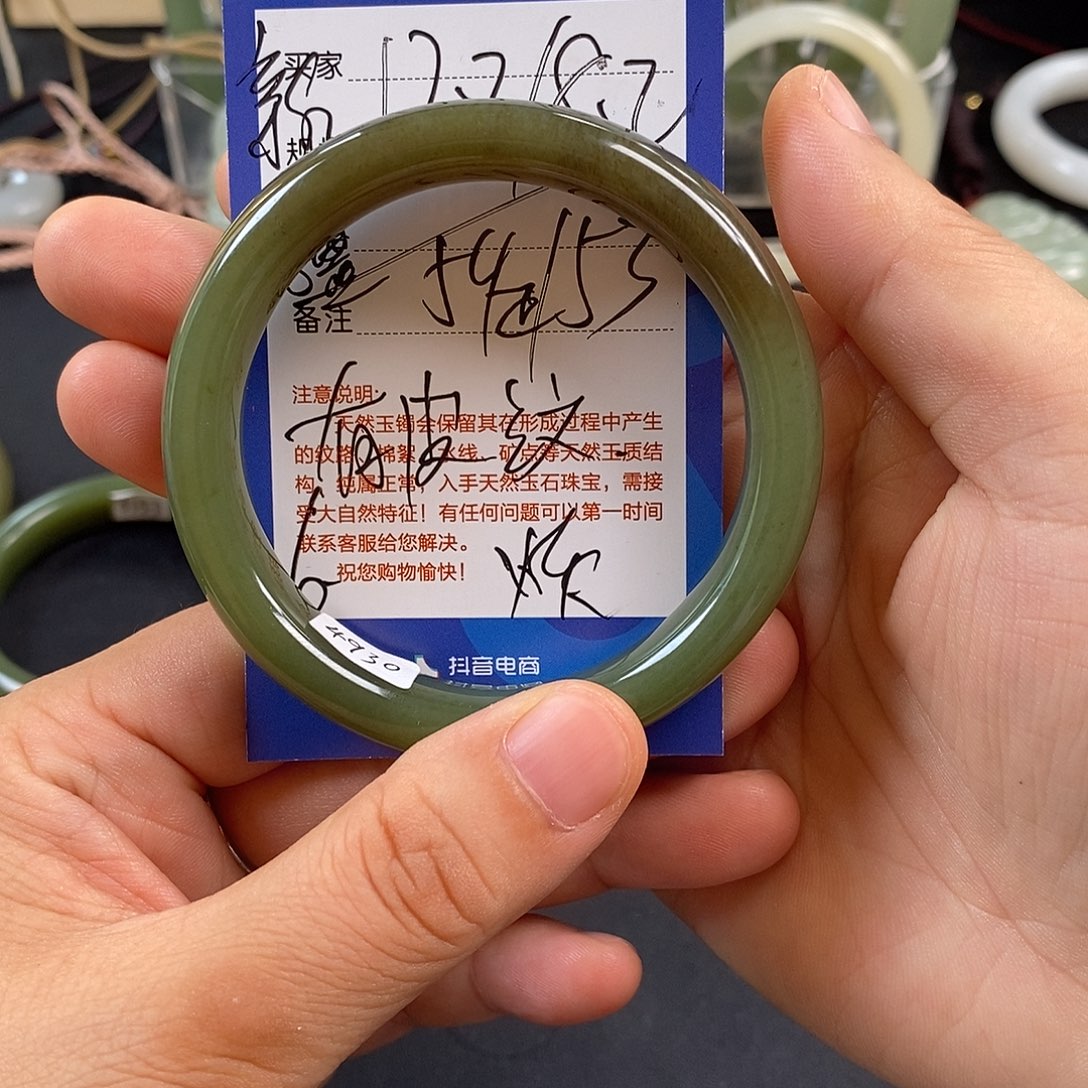 买家
54 / 55
备注
注意说明:
有皮纹
天然玉镯会保留其在形成过程中产生
的纹路、棉絮、水线、矿点等天然玉质结
构，纯属正常，入手天然玉石珠宝，需接
受大自然特征！有任何问题可以第一时间
联系客服给您解决。
祝您购物愉快！
4930
抖音电商